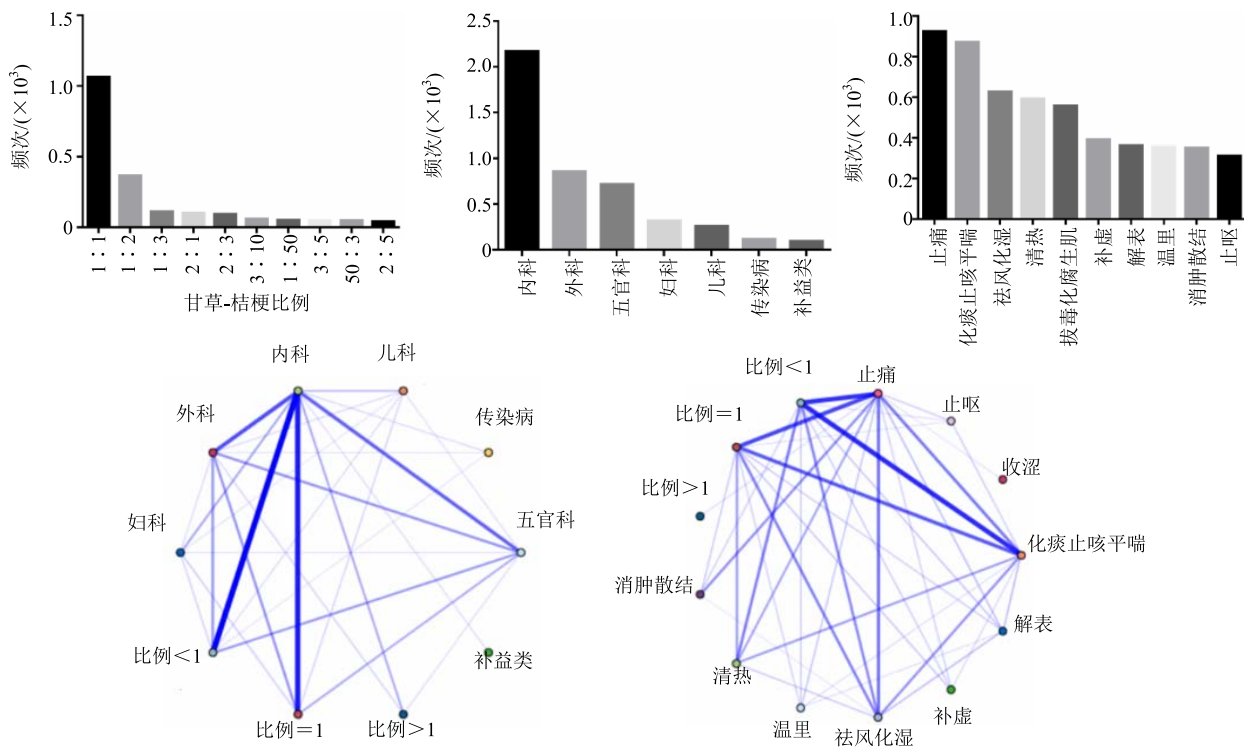 频次/(×10³)
1.5
1.0
0.5
0
1∶1
1∶2
1∶3
2∶1
2∶3
3∶10
1∶50
3∶5
50∶3
2∶5
甘草-桔梗比例
频次/(×10³)
2.5
2.0
1.5
1.0
0.5
0
内科
外科
五官科
妇科
儿科
传染病
补益类
频次/(×10³)
1.0
0.8
0.6
0.4
0.2
0
止痛
化痰止咳平喘
祛风化湿
清热
拔毒化腐生肌
补虚
解表
温里
消肿散结
止呕
内科
儿科
外科
传染病
妇科
五官科
比例<1
补益类
比例=1
比例>1
比例<1
止痛
比例=1
止呕
收涩
比例>1
化痰止咳平喘
消肿散结
解表
清热
补虚
温里
祛风化湿